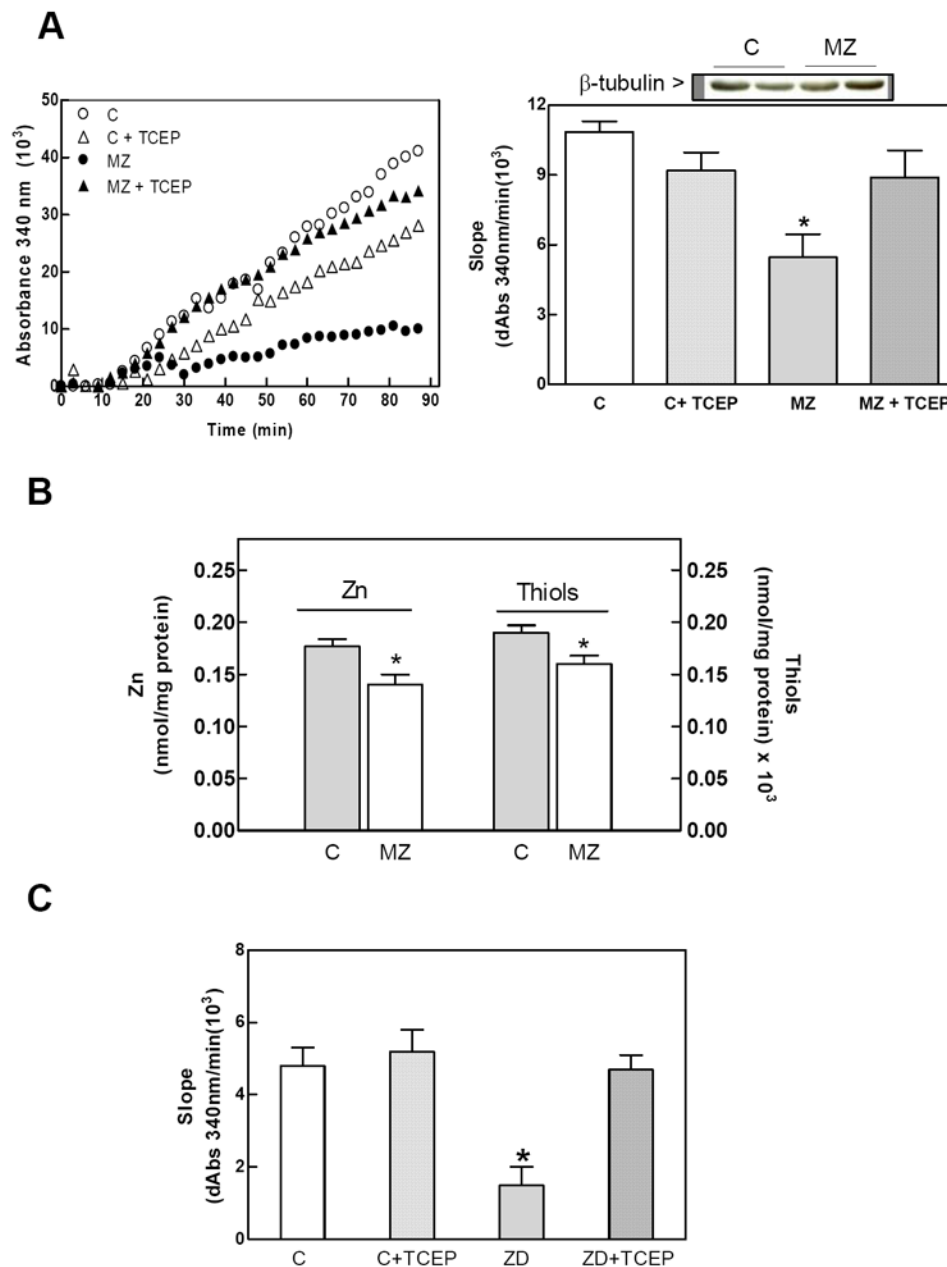 A
C MZ
β-tubulin >
50
40
30
20
10
0
Absorbance 340 nm (10³)
C
C + TCEP
MZ
MZ + TCEP
0 10 20 30 40 50 60 70 80 90
Time (min)
12
9
6
3
0
Slope
(dAbs 340nm/min(10³)
*
C C+ TCEP MZ MZ + TCEP
B
Zn
(nmol/mg protein)
0.25
0.20
0.15
0.10
0.05
0.00
Zn
*
Thiols
*
0.25
0.20
0.15
0.10
0.05
0.00
Thiols
(nmol/mg protein) x 10³
C MZ C MZ
C
Slope
(dAbs 340nm/min(10³)
8
6
4
2
0
*
C C+TCEP ZD ZD+TCEP